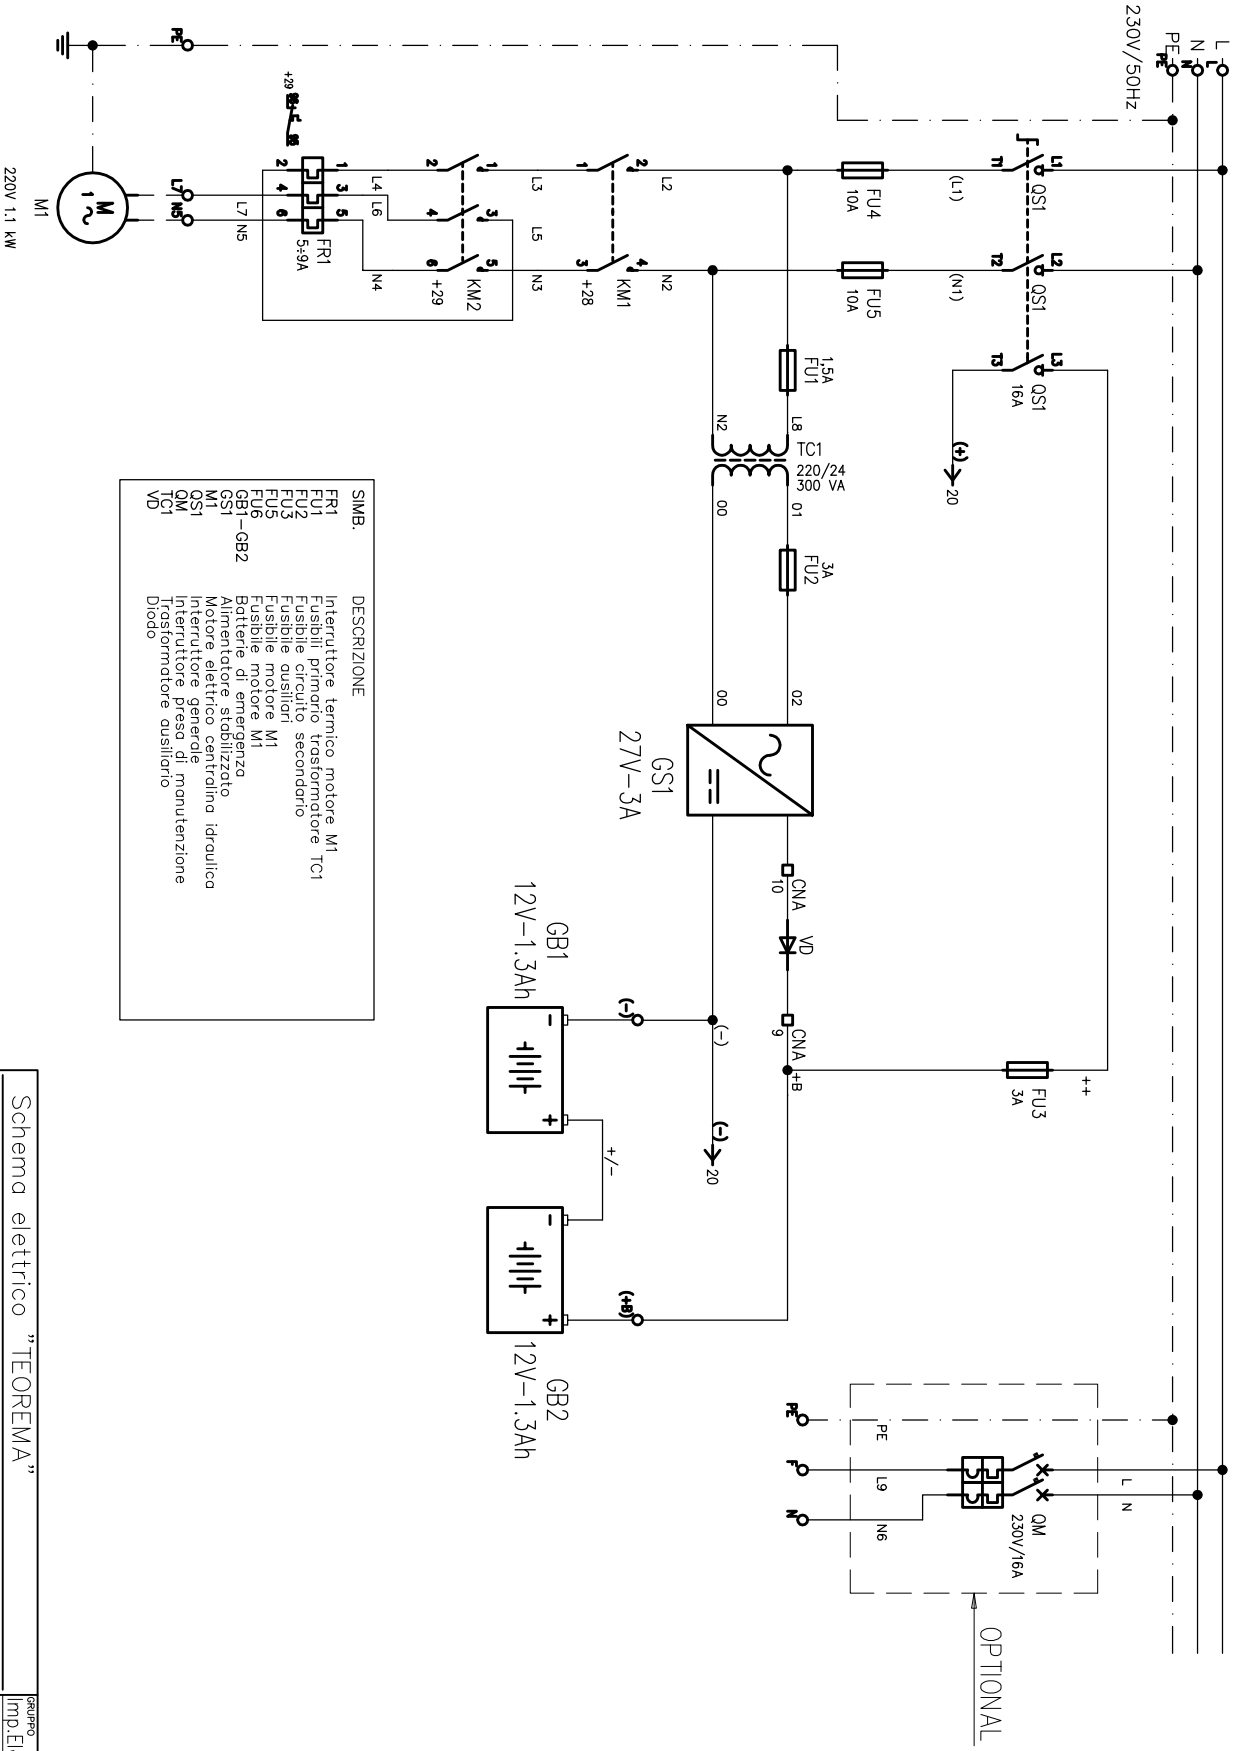 L
N
PE
230V/50Hz
L
N
PE
L1
QS1
T1
L2
QS1
T2
L3
QS1
16A
T3
(+)
20
(L1)
(N1)
FU4
10A
FU5
10A
L2
N2
2
1
4
3
KM1
+28
L3
L5
N3
1
2
3
4
5
6
KM2
+29
L4
L6
N4
1
2
3
4
5
6
FR1
5÷9A
+29
96
95
L7
N5
L7
N5
PE
M
1
M1
220V 1.1 kW
1,5A
FU1
L8
N2
TC1
220/24
300 VA
01
00
3A
FU2
02
00
GS1
27V-3A
CNA
10
VD
CNA
9
+B
(-)
(-)
20
++
FU3
3A
(-)
GB1
12V-1.3Ah
-
+
+/-
-
+
GB2
12V-1.3Ah
(+B)
L
N
QM
230V/16A
PE
L9
N6
PE
F
N
OPTIONAL
SIMB. DESCRIZIONE
FR1 Interruttore termico motore M1
FU1 Fusibili primario trasformatore TC1
FU2 Fusibile circuito secondario
FU3 Fusibile ausiliari
FU5 Fusibile motore M1
FU6 Fusibile motore M1
GB1-GB2 Batterie di emergenza
GS1 Alimentatore stabilizzato
M1 Motore elettrico centralina idraulica
QS1 Interruttore generale
QM Interruttore presa di manutenzione
TC1 Trasformatore ausiliario
VD Diodo
Schema elettrico "TEOREMA"
GRUPPO
Imp.El